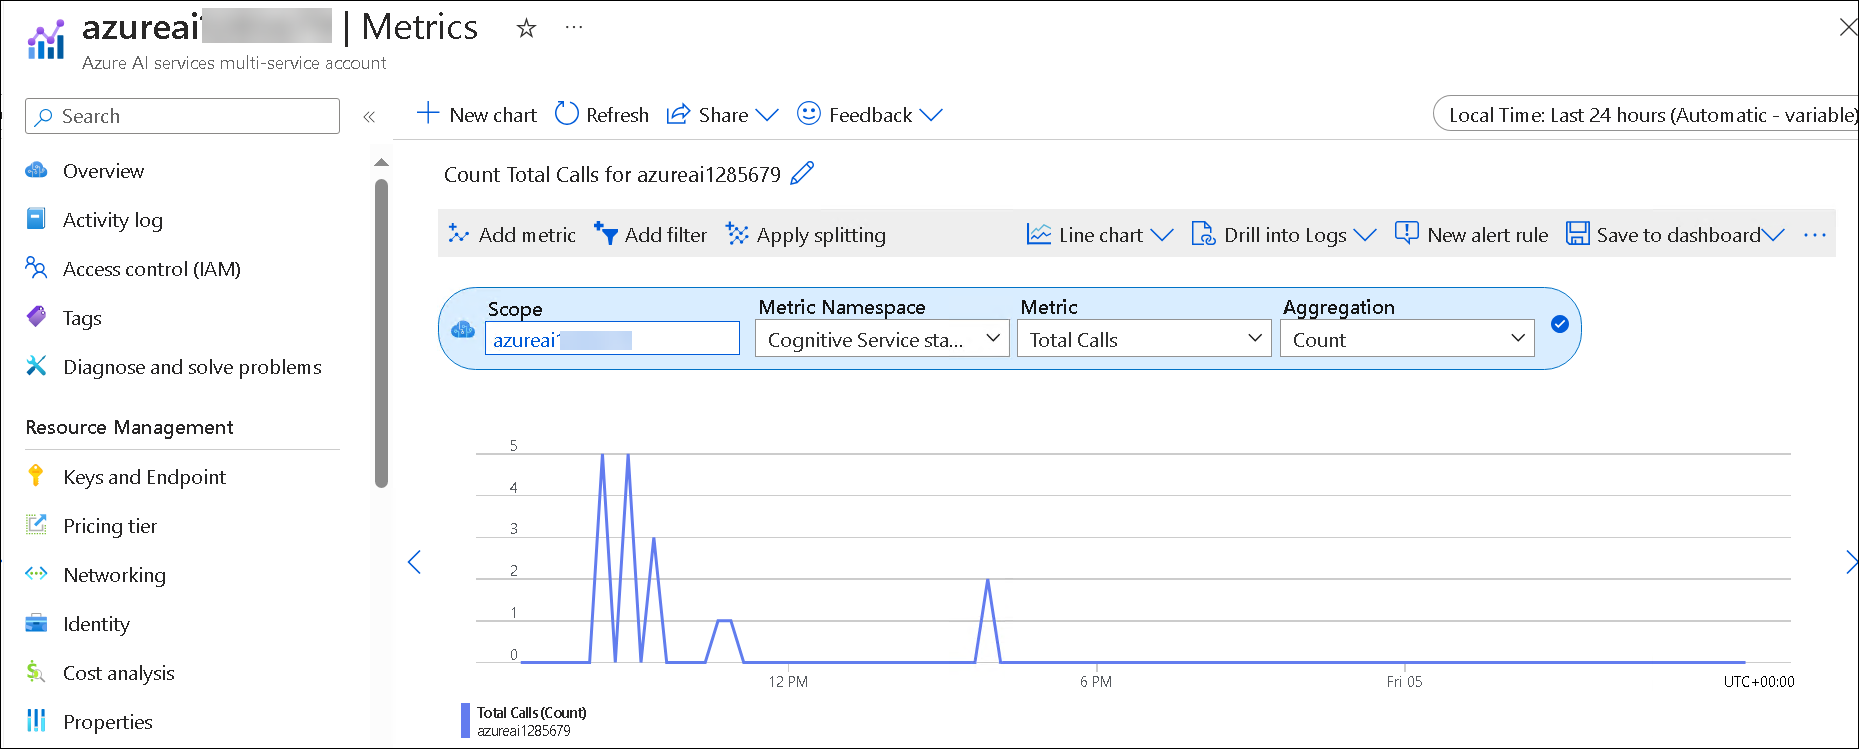 azureai | Metrics
Azure AI services multi-service account
Search
Overview
Activity log
Access control (IAM)
Tags
Diagnose and solve problems
Resource Management
Keys and Endpoint
Pricing tier
Networking
Identity
Cost analysis
Properties
New chart Refresh Share Feedback
Local Time: Last 24 hours (Automatic - variable)
Count Total Calls for azureai1285679
Add metric Add filter Apply splitting Line chart Drill into Logs New alert rule Save to dashboard
Scope Metric Namespace Metric Aggregation
azureai1 Cognitive Service sta... Total Calls Count
5
4
3
2
1
0
12 PM 6 PM Fri 05 UTC+00:00
Total Calls (Count)
azureai1285679